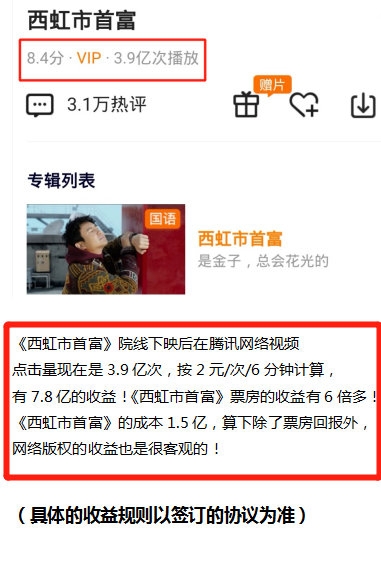 西虹市首富
8.4分 · VIP · 3.9亿次播放
赠片
3.1万热评
专辑列表
国语
西虹市首富
是金子，总会花光的
《西虹市首富》院线下映后在腾讯网络视频
点击量现在是 3.9 亿次，按 2 元/次/6 分钟计算，
有 7.8 亿的收益！《西虹市首富》票房的收益有 6 倍多！
《西虹市首富》的成本 1.5 亿，算下除了票房回报外，
网络版权的收益也是很客观的！
（具体的收益规则以签订的协议为准）